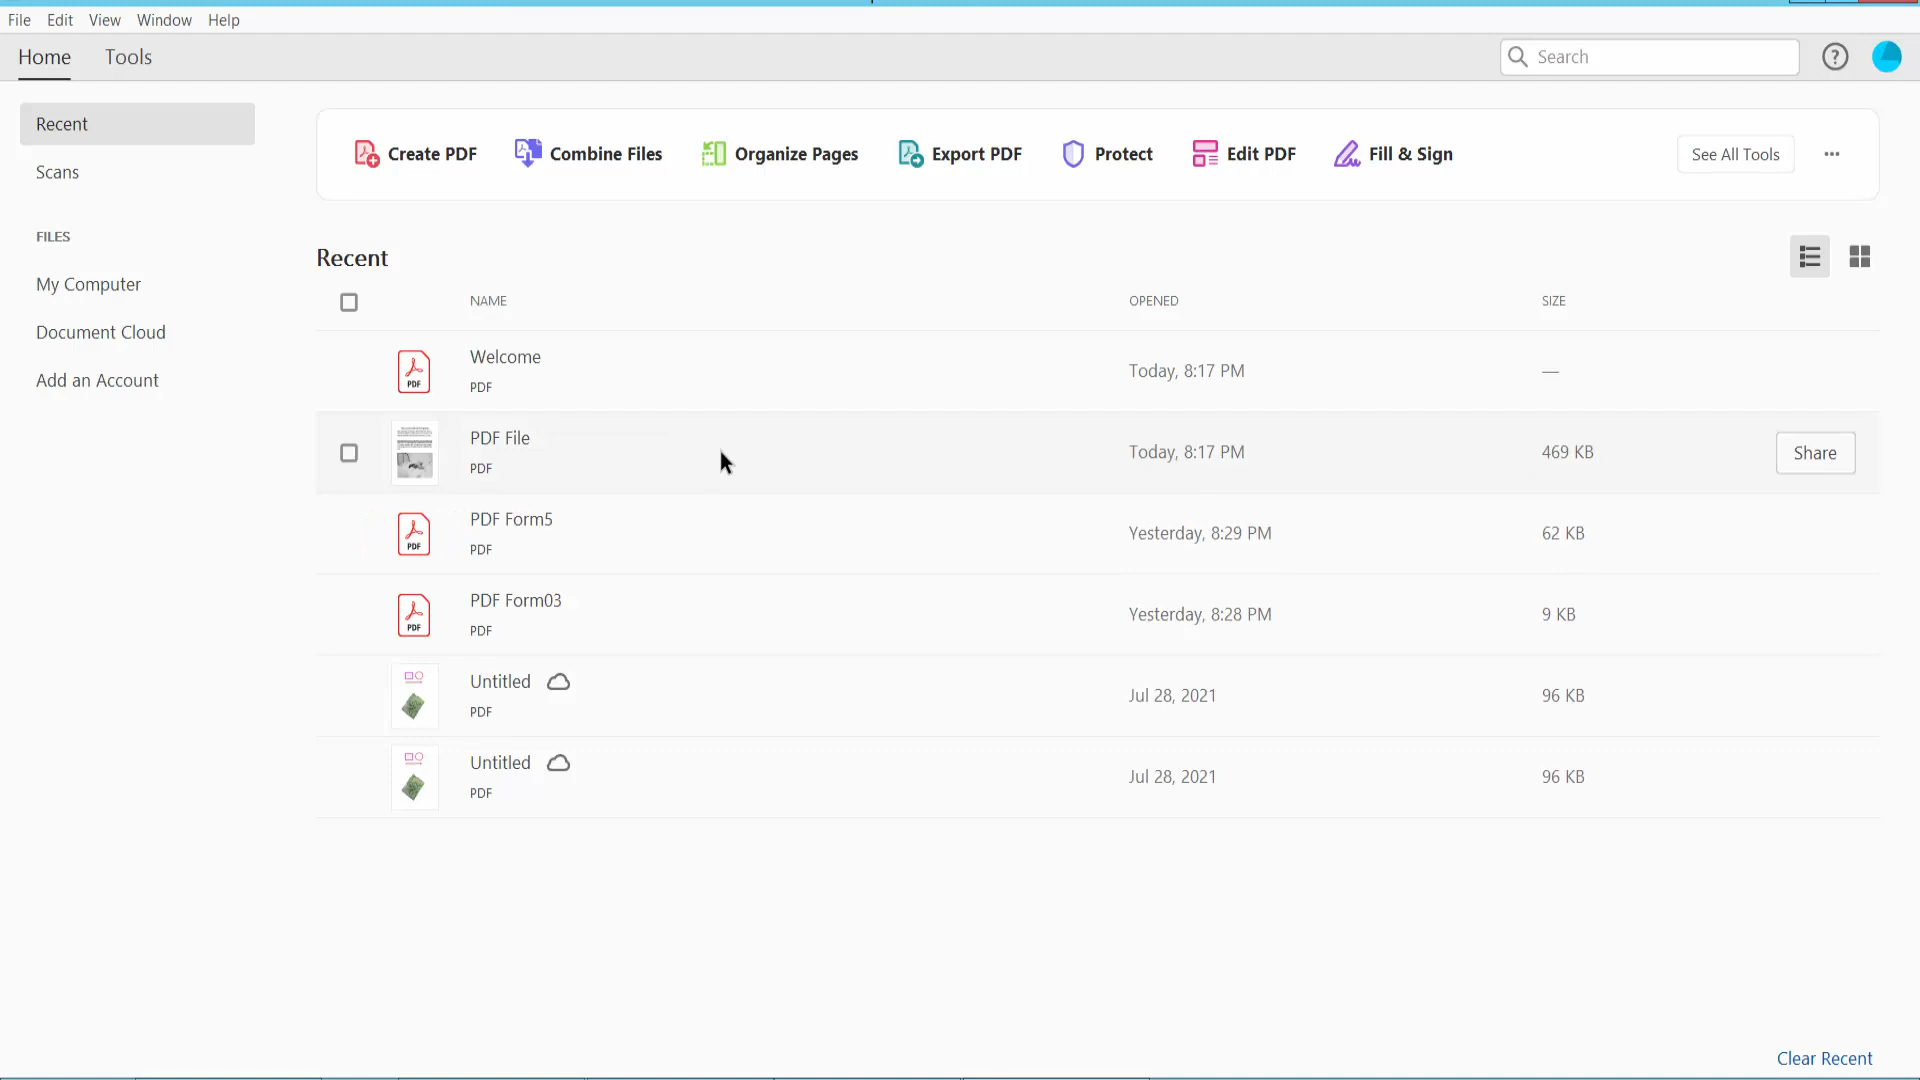 File Edit View Window Help
Home Tools
Search
Recent
Scans
FILES
My Computer
Document Cloud
Add an Account
Create PDF Combine Files Organize Pages Export PDF Protect Edit PDF Fill & Sign See All Tools
Recent
NAME OPENED SIZE
Welcome
PDF
Today, 8:17 PM —
PDF File
PDF
Today, 8:17 PM 469 KB Share
PDF Form5
PDF
Yesterday, 8:29 PM 62 KB
PDF Form03
PDF
Yesterday, 8:28 PM 9 KB
Untitled
PDF
Jul 28, 2021 96 KB
Untitled
PDF
Jul 28, 2021 96 KB
Clear Recent